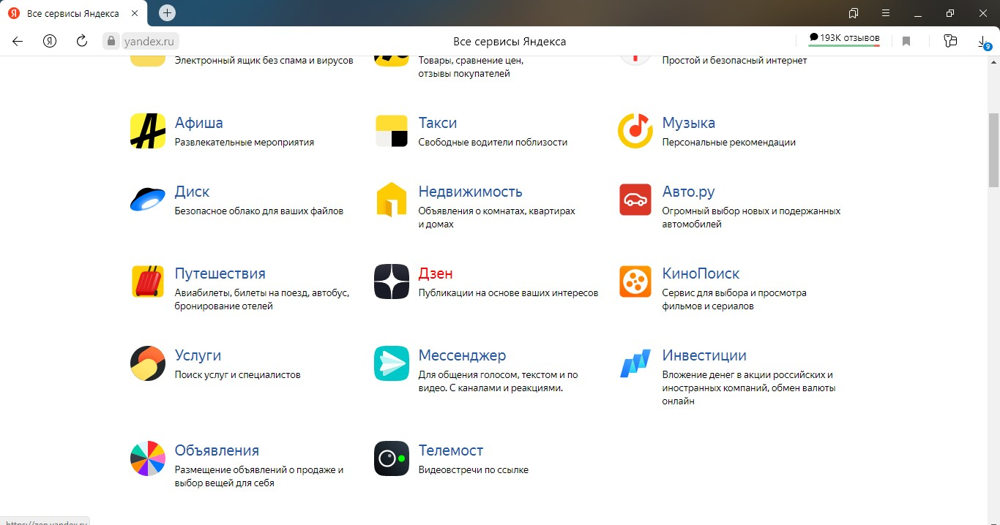 Все сервисы Яндекса
yandex.ru
Все сервисы Яндекса
193K отзывов
9
Электронный ящик без спама и вирусов
Товары, сравнение цен,
отзывы покупателей
Простой и безопасный интернет
Афиша
Развлекательные мероприятия
Такси
Свободные водители поблизости
Музыка
Персональные рекомендации
Диск
Безопасное облако для ваших файлов
Недвижимость
Объявления о комнатах, квартирах
и домах
Авто.ру
Огромный выбор новых и подержанных
автомобилей
Путешествия
Авиабилеты, билеты на поезд, автобус,
бронирование отелей
Дзен
Публикации на основе ваших интересов
КиноПоиск
Сервис для выбора и просмотра
фильмов и сериалов
Услуги
Поиск услуг и специалистов
Мессенджер
Для общения голосом, текстом и по
видео. С каналами и реакциями.
Инвестиции
Вложение денег в акции российских и
иностранных компаний, обмен валюты
онлайн
Объявления
Размещение объявлений о продаже и
выбор вещей для себя
Телемост
Видеовстречи по ссылке
https://zen.yandex.ru